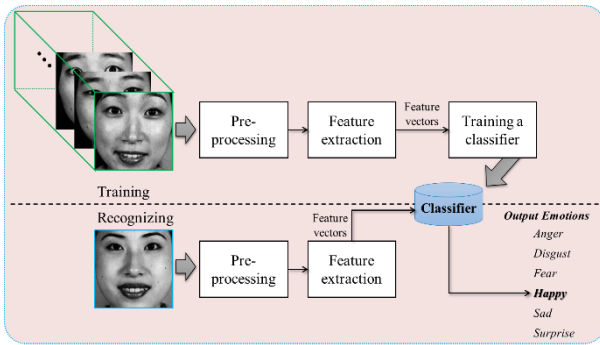 Pre-
processing
Feature
extraction
Feature
vectors
Training a
classifier
Training
Recognizing
Pre-
processing
Feature
extraction
Feature
vectors
Classifier
Output Emotions
Anger
Disgust
Fear
Happy
Sad
Surprise